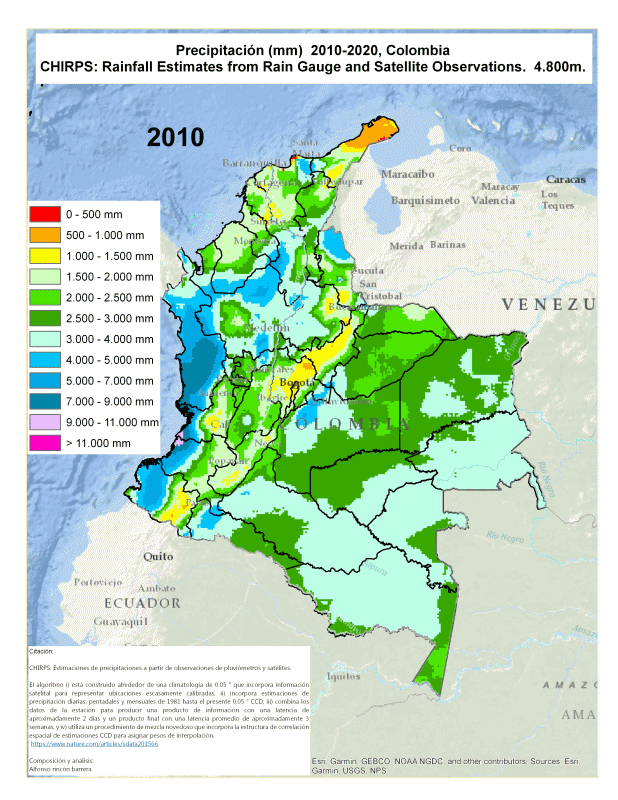 Precipitación (mm)  2010-2020, Colombia
CHIRPS: Rainfall Estimates from Rain Gauge and Satellite Observations.  4.800m.
2010
Santa
Marta
Barranquilla
Coro
Maracaibo
Caracas
Maracay
Barquisimeto
Valencia
Los
Teques
0 - 500 mm
500 - 1.000 mm
1.000 - 1.500 mm
1.500 - 2.000 mm
2.000 - 2.500 mm
2.500 - 3.000 mm
3.000 - 4.000 mm
4.000 - 5.000 mm
5.000 - 7.000 mm
7.000 - 9.000 mm
9.000 - 11.000 mm
> 11.000 mm
Merida
Barinas
Cucuta
San
Cristobal
VENEZU
Medellin
Bogota
COLOMBIA
Rio Negro
Quito
Portoviejo
Ambato
ECUADOR
Guayaquil
Iquitos
AMAZ
AMA
Citación:
CHIRPS: Estimaciones de precipitaciones a partir de observaciones de pluviómetros y satélites.
El algoritmo i) está construido alrededor de una climatología de 0.05 ° que incorpora información
satelital para representar ubicaciones escasamente calibradas, ii) incorpora estimaciones de
precipitación diarias, pentadales y mensuales de 1981 hasta el presente 0.05 ° CCD, iii) combina los
datos de la estación para producir una producto de información con una latencia de
aproximadamente 2 días y un producto final con una latencia promedio de aproximadamente 3
semanas, y iv) utiliza un procedimiento de mezcla novedoso que incorpora la estructura de correlación
espacial de estimaciones CCD para asignar pesos de interpolación.
https://www.nature.com/articles/sdata201566.
Composición y análisis:
Alfonso rincón barrera.
Esri, Garmin, GEBCO, NOAA NGDC, and other contributors, Sources: Esri,
Garmin, USGS, NPS